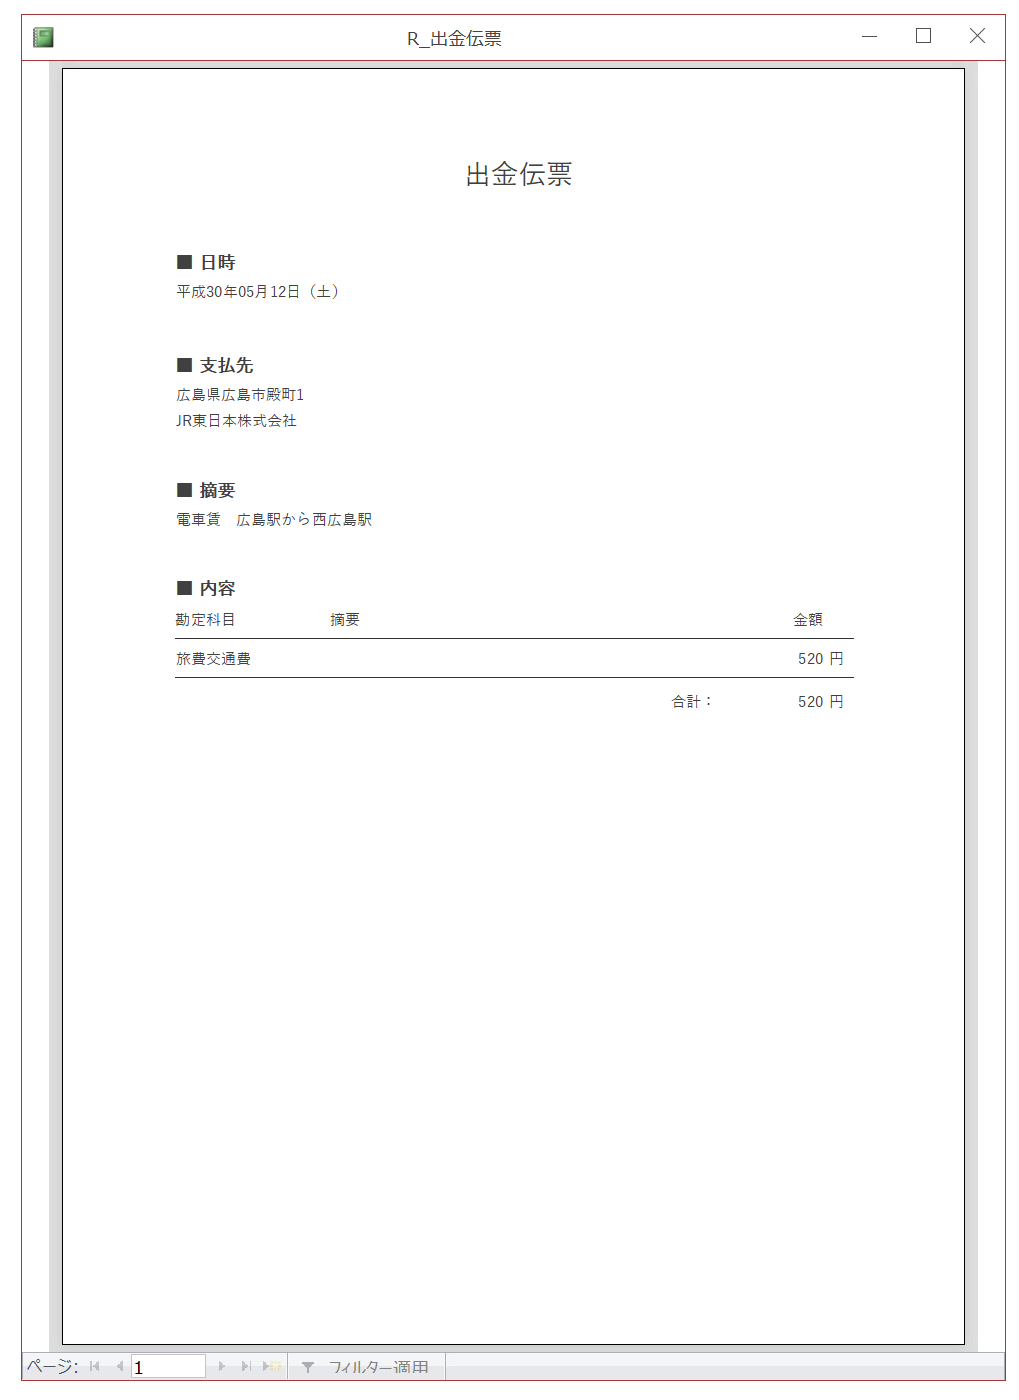 R_出金伝票
出金伝票
■ 日時
平成30年05月12日（土）
■ 支払先
広島県広島市殿町1
JR東日本株式会社
■ 摘要
電車賃　広島駅から西広島駅
■ 内容
勘定科目 摘要 金額
旅費交通費 520 円
合計： 520 円
ページ: 1 フィルター適用